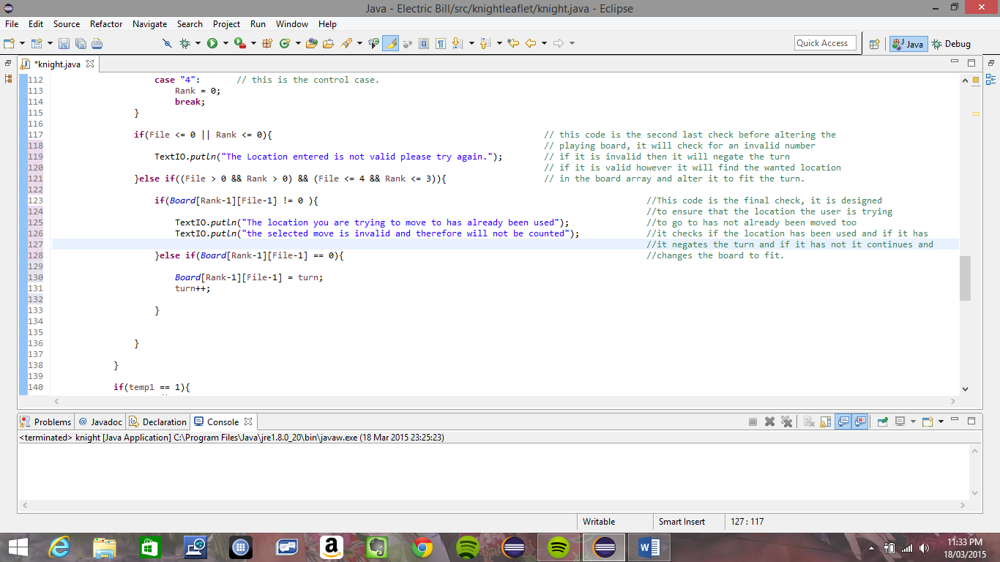 Java - Electric Bill/src/knightleaflet/knight.java - Eclipse
File Edit Source Refactor Navigate Search Project Run Window Help
Quick Access
Java
Debug
*knight.java
112 case "4": // this is the control case.
113 Rank = 0;
114 break;
115 }
116
117 if(File <= 0 || Rank <= 0){ // this code is the second last check before altering the
118 // playing board, it will check for an invalid number
119 TextIO.putln("The Location entered is not valid please try again."); // if it is invalid then it will negate the turn
120 // if it is valid however it will find the wanted location
121 }else if((File > 0 && Rank > 0) && (File <= 4 && Rank <= 3)){ // in the board array and alter it to fit the turn.
122
123 if(Board[Rank-1][File-1] != 0 ){ //This code is the final check, it is designed
124 //to ensure that the location the user is trying
125 TextIO.putln("The location you are trying to move to has already been used"); //to go to has not already been moved too
126 TextIO.putln("the selected move is invalid and therefore will not be counted"); //it checks if the location has been used and if it has
127 //it negates the turn and if it has not it continues and
128 }else if(Board[Rank-1][File-1] == 0){ //changes the board to fit.
129
130 Board[Rank-1][File-1] = turn;
131 turn++;
132
133 }
134
135
136 }
137
138 }
139
140 if(temp1 == 1){
Problems @ Javadoc Declaration Console
<terminated> knight [Java Application] C:\Program Files\Java\jre1.8.0_20\bin\javaw.exe (18 Mar 2015 23:25:23)
Writable Smart Insert 127 : 117
11:33 PM
18/03/2015